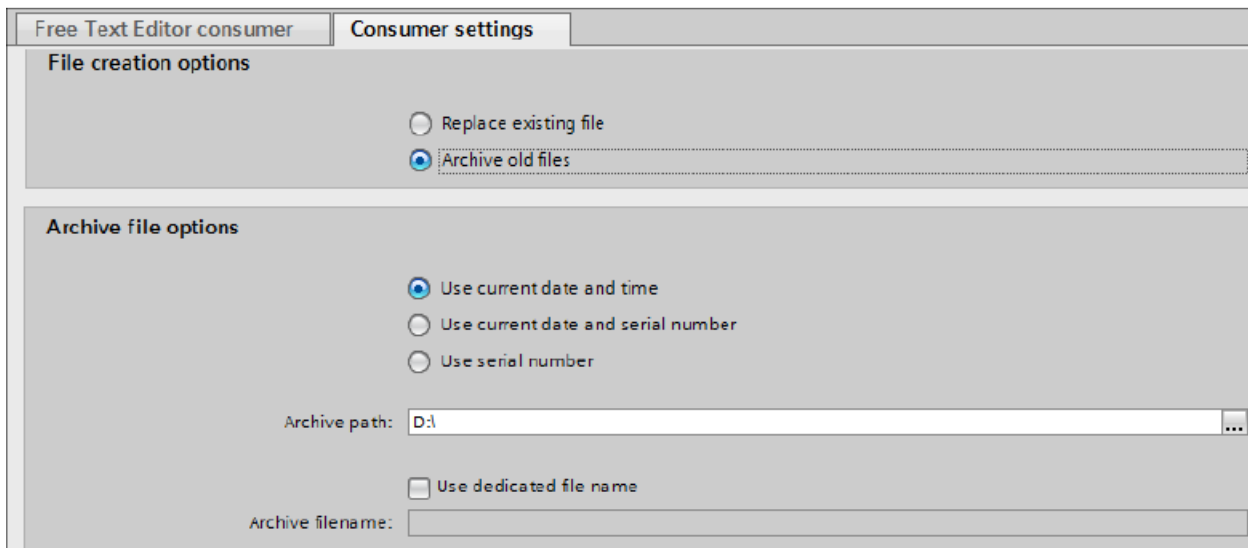 Free Text Editor consumer
Consumer settings
File creation options
Replace existing file
Archive old files
Archive file options
Use current date and time
Use current date and serial number
Use serial number
Archive path: D:\ ...
Use dedicated file name
Archive filename: